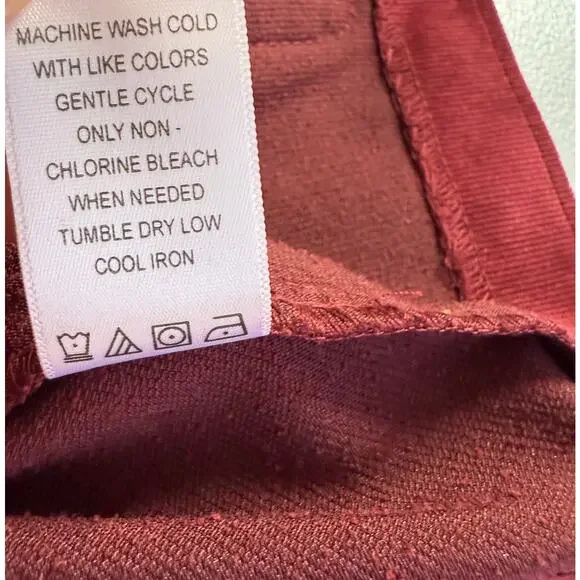 MACHINE WASH COLD
WITH LIKE COLORS
GENTLE CYCLE
ONLY NON -
CHLORINE BLEACH
WHEN NEEDED
TUMBLE DRY LOW
COOL IRON